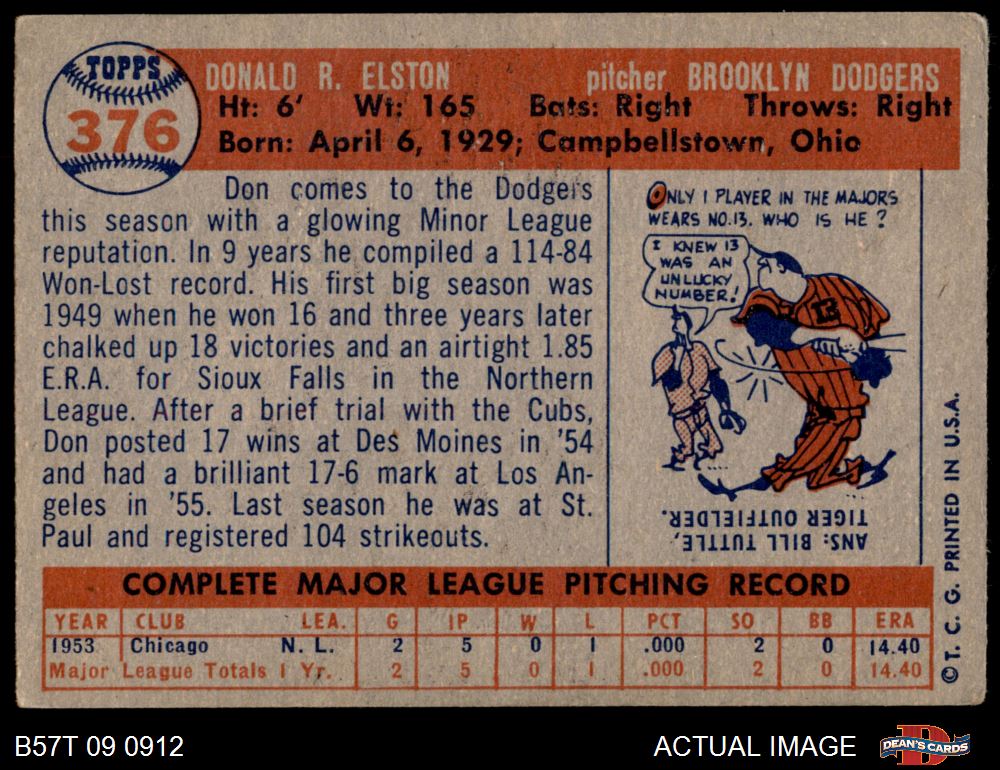 TOPPS
376
DONALD R. ELSTON pitcher BROOKLYN DODGERS
Ht: 6' Wt: 165 Bats: Right Throws: Right
Born: April 6, 1929; Campbellstown, Ohio
Don comes to the Dodgers
this season with a glowing Minor League
reputation. In 9 years he compiled a 114-84
Won-Lost record. His first big season was
1949 when he won 16 and three years later
chalked up 18 victories and an airtight 1.85
E.R.A. for Sioux Falls in the Northern
League. After a brief trial with the Cubs,
Don posted 17 wins at Des Moines in '54
and had a brilliant 17-6 mark at Los An-
geles in '55. Last season he was at St.
Paul and registered 104 strikeouts.
ONLY 1 PLAYER IN THE MAJORS
WEARS NO.13. WHO IS HE?
I KNEW 13
WAS AN
UNLUCKY
NUMBER!
13
ANS: BILL TUTTLE,
TIGER OUTFIELDER.
COMPLETE MAJOR LEAGUE PITCHING RECORD
YEAR CLUB LEA. G IP W L PCT SO BB ERA
1953 Chicago N. L. 2 5 0 1 .000 2 0 14.40
Major League Totals 1 Yr. 2 5 0 1 .000 2 0 14.40
© T. C. G. PRINTED IN U.S.A.
B57T 09 0912
ACTUAL IMAGE
DEAN'S CARDS